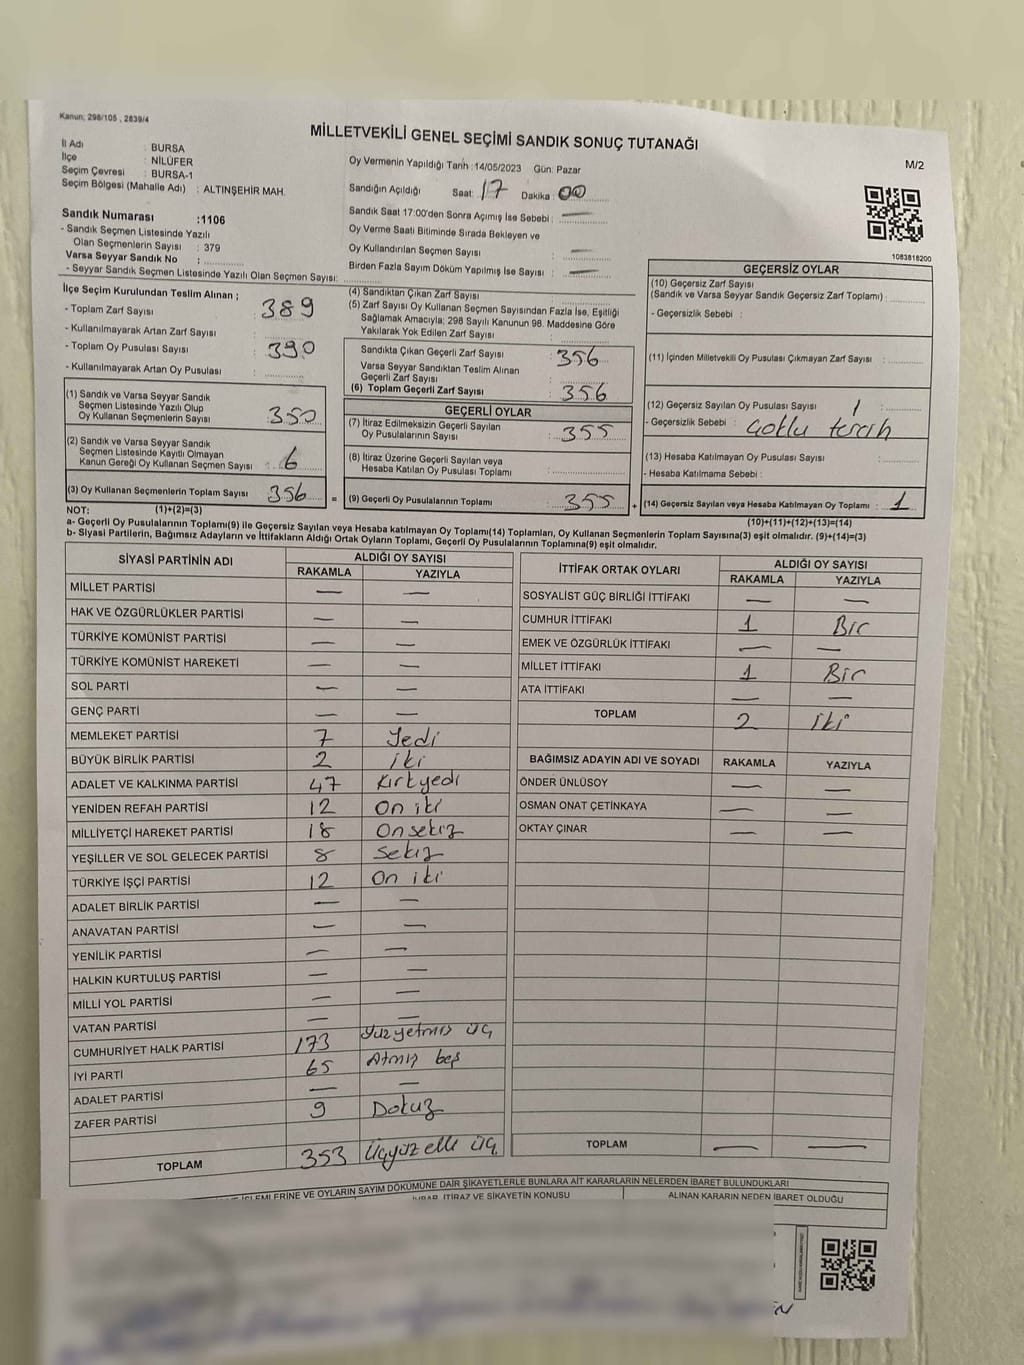 Kanun, 298/105 , 2839/4
MİLLETVEKİLİ GENEL SEÇİMİ SANDIK SONUÇ TUTANAĞI
M/2
İl Adı : BURSA
İlçe : NİLÜFER
Seçim Çevresi : BURSA-1
Seçim Bölgesi (Mahalle Adı) : ALTINŞEHİR MAH.
Oy Vermenin Yapıldığı Tarih :14/05/2023 Gün: Pazar
Sandığın Açıldığı Saat: 17 Dakika : 00
Sandık Saat 17:00'den Sonra Açılmış İse Sebebi : —
Oy Verme Saati Bitiminde Sırada Bekleyen ve
Oy Kullandırılan Seçmen Sayısı —
Birden Fazla Sayım Döküm Yapılmış İse Sayısı : —
Sandık Numarası :1106
- Sandık Seçmen Listesinde Yazılı
Olan Seçmenlerin Sayısı : 379
Varsa Seyyar Sandık No :
- Seyyar Sandık Seçmen Listesinde Yazılı Olan Seçmen Sayısı:
İlçe Seçim Kurulundan Teslim Alınan ;
- Toplam Zarf Sayısı : 389
- Kullanılmayarak Artan Zarf Sayısı :
- Toplam Oy Pusulası Sayısı : 390
- Kullanılmayarak Artan Oy Pusulası :
(1) Sandık ve Varsa Seyyar Sandık
Seçmen Listesinde Yazılı Olup
Oy Kullanan Seçmenlerin Sayısı : 350
(2) Sandık ve Varsa Seyyar Sandık
Seçmen Listesinde Kayıtlı Olmayan
Kanun Gereği Oy Kullanan Seçmen Sayısı : 6
(3) Oy Kullanan Seçmenlerin Toplam Sayısı : 356
(4) Sandıktan Çıkan Zarf Sayısı :
(5) Zarf Sayısı Oy Kullanan Seçmen Sayısından Fazla İse, Eşitliği
Sağlamak Amacıyla; 298 Sayılı Kanunun 98. Maddesine Göre
Yakılarak Yok Edilen Zarf Sayısı :
Sandıkta Çıkan Geçerli Zarf Sayısı : 356
Varsa Seyyar Sandıktan Teslim Alınan
Geçerli Zarf Sayısı :
(6) Toplam Geçerli Zarf Sayısı : 356
=
GEÇERLİ OYLAR
(7) İtiraz Edilmeksizin Geçerli Sayılan
Oy Pusulalarının Sayısı : 355
(8) İtiraz Üzerine Geçerli Sayılan veya
Hesaba Katılan Oy Pusulası Toplamı :
(9) Geçerli Oy Pusulalarının Toplamı : 355
+
1083818200
GEÇERSİZ OYLAR
(10) Geçersiz Zarf Sayısı
(Sandık ve Varsa Seyyar Sandık Geçersiz Zarf Toplamı) :
- Geçersizlik Sebebi :
(11) İçinden Milletvekili Oy Pusulası Çıkmayan Zarf Sayısı :
(12) Geçersiz Sayılan Oy Pusulası Sayısı 1 :
- Geçersizlik Sebebi : çoklu tercih
(13) Hesaba Katılmayan Oy Pusulası Sayısı :
- Hesaba Katılmama Sebebi :
(14) Geçersiz Sayılan veya Hesaba Katılmayan Oy Toplamı : 1
NOT: (1)+(2)=(3)
(10)+(11)+(12)+(13)=(14)
a- Geçerli Oy Pusulalarının Toplamı(9) ile Geçersiz Sayılan veya Hesaba katılmayan Oy Toplamı(14) Toplamları, Oy Kullanan Seçmenlerin Toplam Sayısına(3) eşit olmalıdır. (9)+(14)=(3)
b- Siyasi Partilerin, Bağımsız Adayların ve İttifakların Aldığı Ortak Oyların Toplamı, Geçerli Oy Pusulalarının Toplamına(9) eşit olmalıdır.
SİYASİ PARTİNİN ADI ALDIĞI OY SAYISI
RAKAMLA YAZIYLA
MİLLET PARTİSİ — —
HAK VE ÖZGÜRLÜKLER PARTİSİ — —
TÜRKİYE KOMÜNİST PARTİSİ — —
TÜRKİYE KOMÜNİST HAREKETİ — —
SOL PARTİ — —
GENÇ PARTİ — —
MEMLEKET PARTİSİ 7 Yedi
BÜYÜK BİRLİK PARTİSİ 2 iki
ADALET VE KALKINMA PARTİSİ 47 Kırkyedi
YENİDEN REFAH PARTİSİ 12 On iki
MİLLİYETÇİ HAREKET PARTİSİ 18 Onsekiz
YEŞİLLER VE SOL GELECEK PARTİSİ 8 Sekiz
TÜRKİYE İŞÇİ PARTİSİ 12 On iki
ADALET BİRLİK PARTİSİ — —
ANAVATAN PARTİSİ — —
YENİLİK PARTİSİ — —
HALKIN KURTULUŞ PARTİSİ — —
MİLLİ YOL PARTİSİ — —
VATAN PARTİSİ — —
CUMHURİYET HALK PARTİSİ 173 Yüzyetmiş üç
İYİ PARTİ 65 Atmış beş
ADALET PARTİSİ — —
ZAFER PARTİSİ 9 Dokuz
TOPLAM 353 Üçyüz elli üç
İTTİFAK ORTAK OYLARI ALDIĞI OY SAYISI
RAKAMLA YAZIYLA
SOSYALİST GÜÇ BİRLİĞİ İTTİFAKI — —
CUMHUR İTTİFAKI 1 Bir
EMEK VE ÖZGÜRLÜK İTTİFAKI — —
MİLLET İTTİFAKI 1 Bir
ATA İTTİFAKI — —
TOPLAM 2 iki
BAĞIMSIZ ADAYIN ADI VE SOYADI RAKAMLA YAZIYLA
ÖNDER ÜNLÜSOY — —
OSMAN ONAT ÇETİNKAYA — —
OKTAY ÇINAR — —
TOPLAM — —
İŞLEMLERİNE VE OYLARIN SAYIM DÖKÜMÜNE DAİR ŞİKAYETLERLE BUNLARA AİT KARARLARIN NELERDEN İBARET BULUNDUKLARI
İTİRAZ VE ŞİKAYETİN KONUSU ALINAN KARARIN NEDEN İBARET OLDUĞU